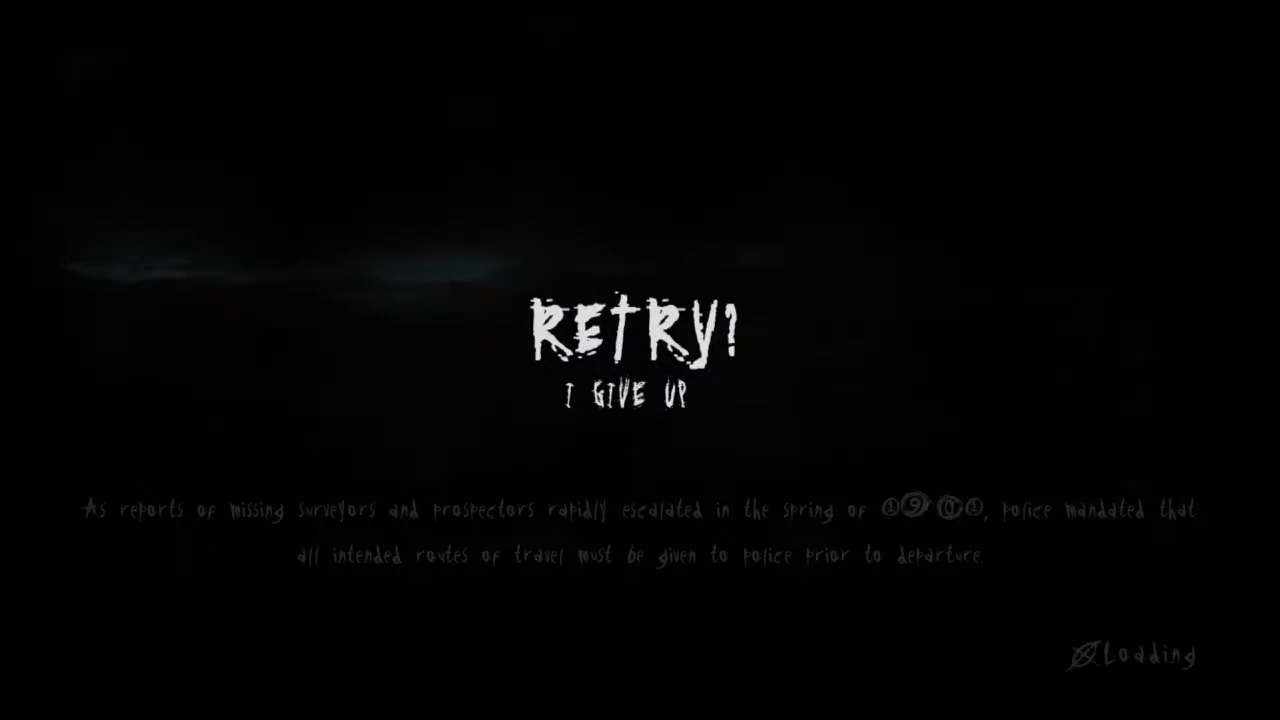 RETRY?
I GIVE UP
As reports of missing surveyors and prospectors rapidly escalated in the spring of 1901, police mandated that
all intended routes of travel must be given to police prior to departure.
Loading